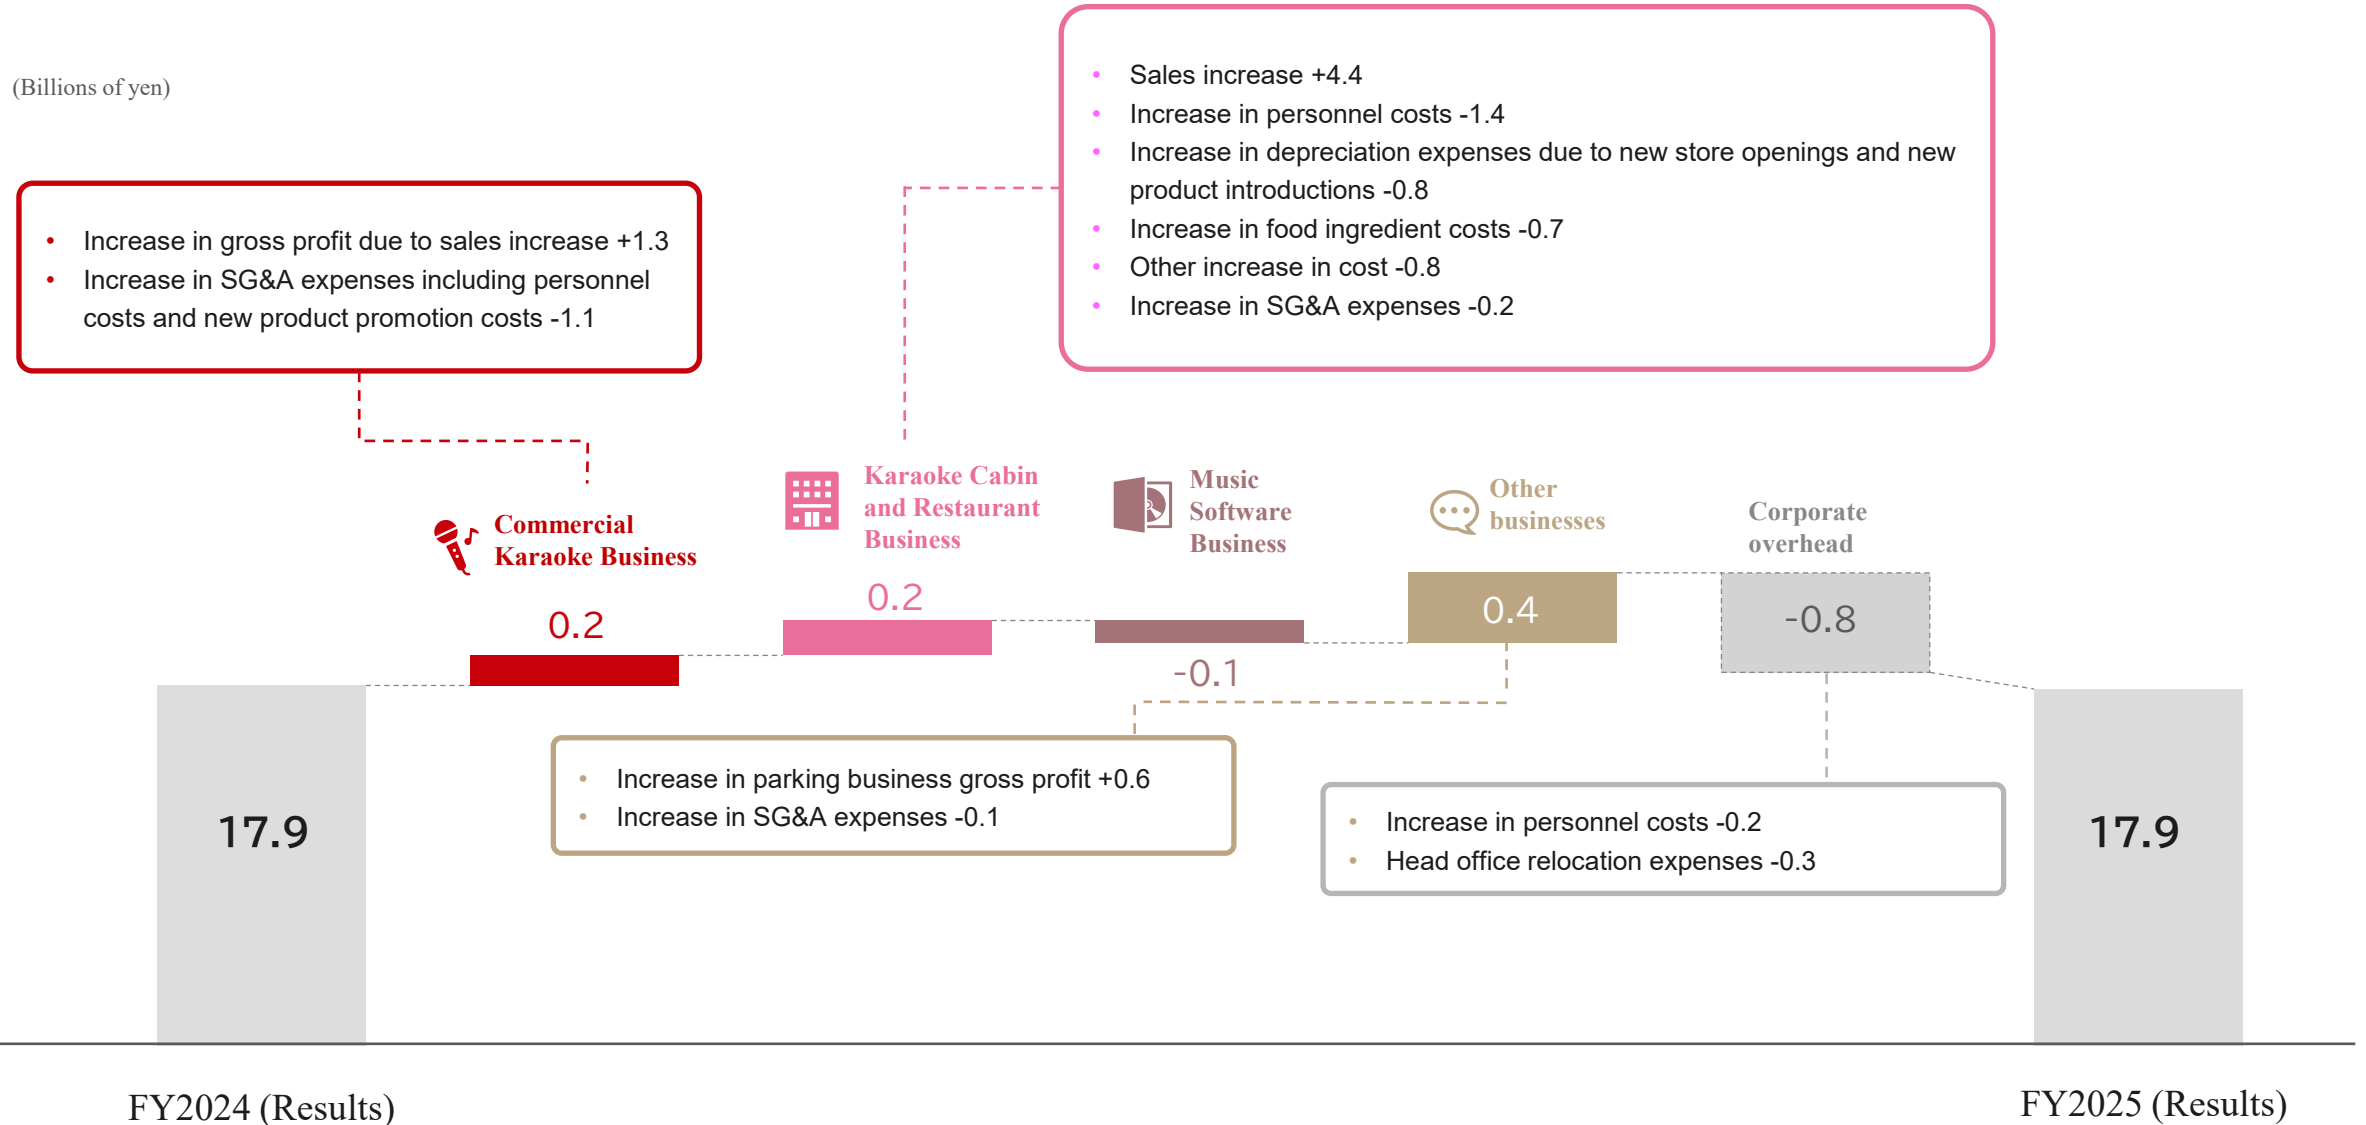 (Billions of yen)
• Sales increase +4.4
• Increase in personnel costs -1.4
• Increase in depreciation expenses due to new store openings and new
product introductions -0.8
• Increase in food ingredient costs -0.7
• Other increase in cost -0.8
• Increase in SG&A expenses -0.2
• Increase in gross profit due to sales increase +1.3
• Increase in SG&A expenses including personnel
costs and new product promotion costs -1.1
Commercial
Karaoke Business
0.2
Karaoke Cabin
and Restaurant
Business
0.2
Music
Software
Business
-0.1
Other
businesses
0.4
Corporate
overhead
-0.8
• Increase in parking business gross profit +0.6
• Increase in SG&A expenses -0.1
• Increase in personnel costs -0.2
• Head office relocation expenses -0.3
17.9
17.9
FY2024 (Results)
FY2025 (Results)